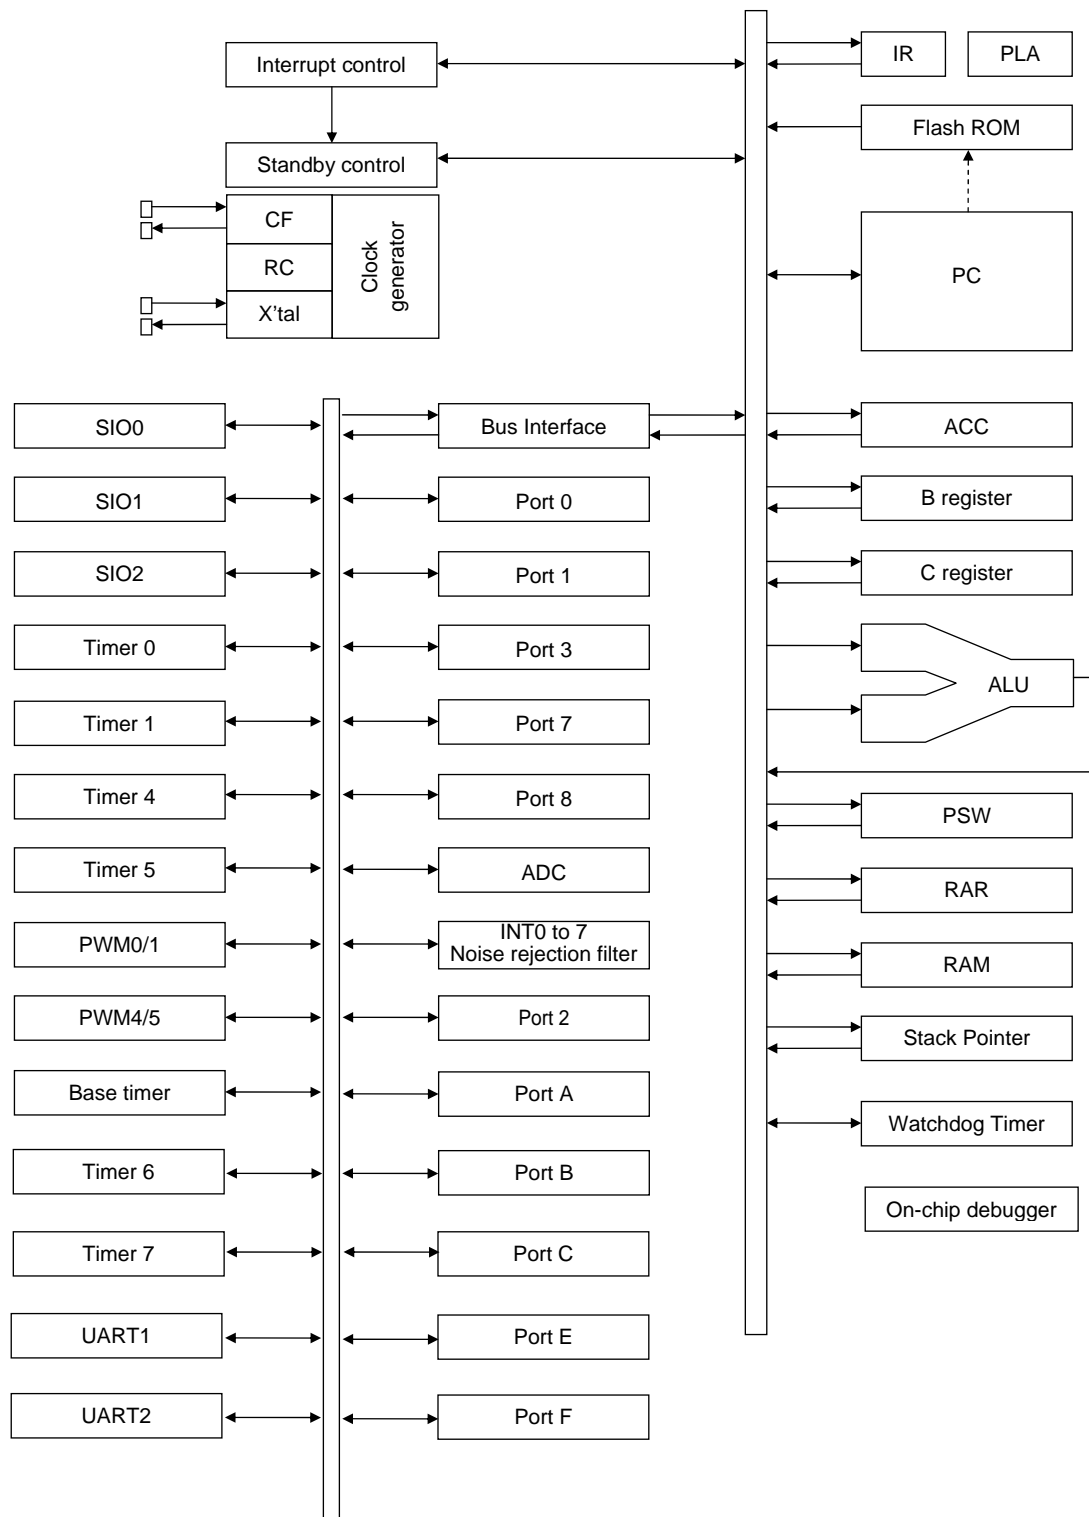 Interrupt control
Standby control
CF
RC
X'tal
Clock
generator
IR
PLA
Flash ROM
PC
SIO0
SIO1
SIO2
Timer 0
Timer 1
Timer 4
Timer 5
PWM0/1
PWM4/5
Base timer
Timer 6
Timer 7
UART1
UART2
Bus Interface
Port 0
Port 1
Port 3
Port 7
Port 8
ADC
INT0 to 7
Noise rejection filter
Port 2
Port A
Port B
Port C
Port E
Port F
ACC
B register
C register
ALU
PSW
RAR
RAM
Stack Pointer
Watchdog Timer
On-chip debugger